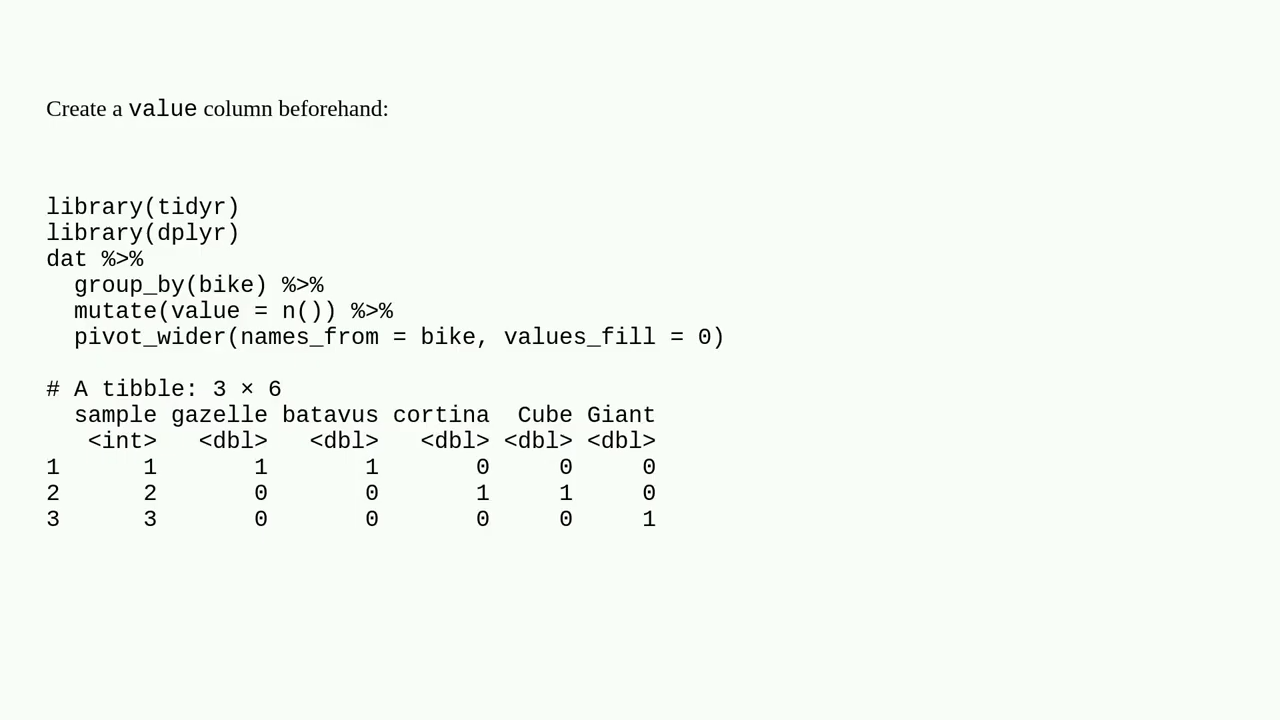 Create a value column beforehand:
library(tidyr)
library(dplyr)
dat %>%
  group_by(bike) %>%
  mutate(value = n()) %>%
  pivot_wider(names_from = bike, values_fill = 0)
# A tibble: 3 × 6
  sample gazelle batavus cortina  Cube Giant
   <int>   <dbl>   <dbl>   <dbl> <dbl> <dbl>
1      1       1       1       0     0     0
2      2       0       0       1     1     0
3      3       0       0       0     0     1